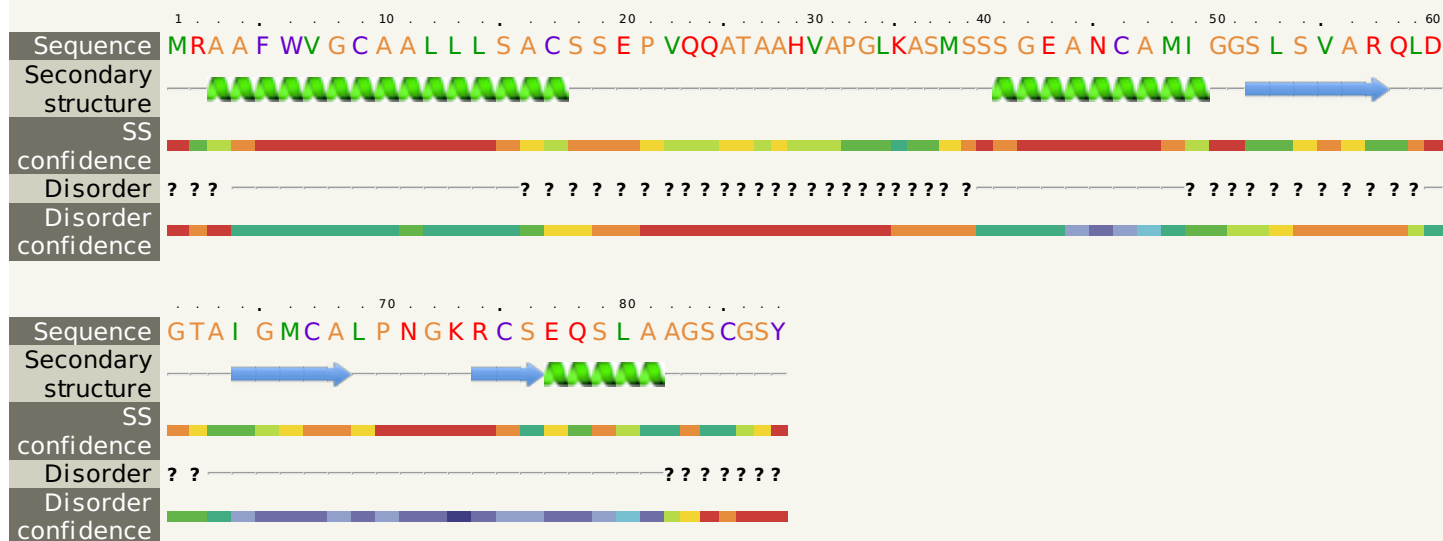 1 . . . . . . . . 10 . . . . . . . . . 20 . . . . . . . . . 30 . . . . . . . . . 40 . . . . . . . . . 50 . . . . . . . . . 60
Sequence MRAAFWVGCAALLLSACSSEPVQQATAAHVAPGLKASMSSSGEANCAMIGGSLSVARQLD
Secondary
structure
SS
confidence
Disorder ? ? ? ? ? ? ? ? ? ? ? ? ? ? ? ? ? ? ? ? ? ? ? ? ? ? ? ? ? ? ? ? ? ? ? ? ? ?
Disorder
confidence
. . . . . . . . . 70 . . . . . . . . . 80 . . . . . . . .
Sequence GTAIGMCALPNGKRCSEQSLAAGSCGSY
Secondary
structure
SS
confidence
Disorder ? ? ? ? ? ? ? ? ?
Disorder
confidence